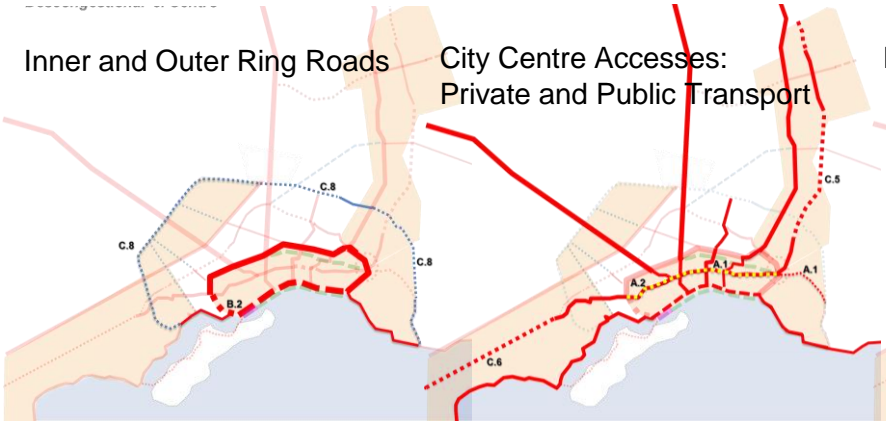 Inner and Outer Ring Roads
C.8
C.8
C.8
B.2
City Centre Accesses:
Private and Public Transport
C.5
A.1
A.1
A.2
C.6